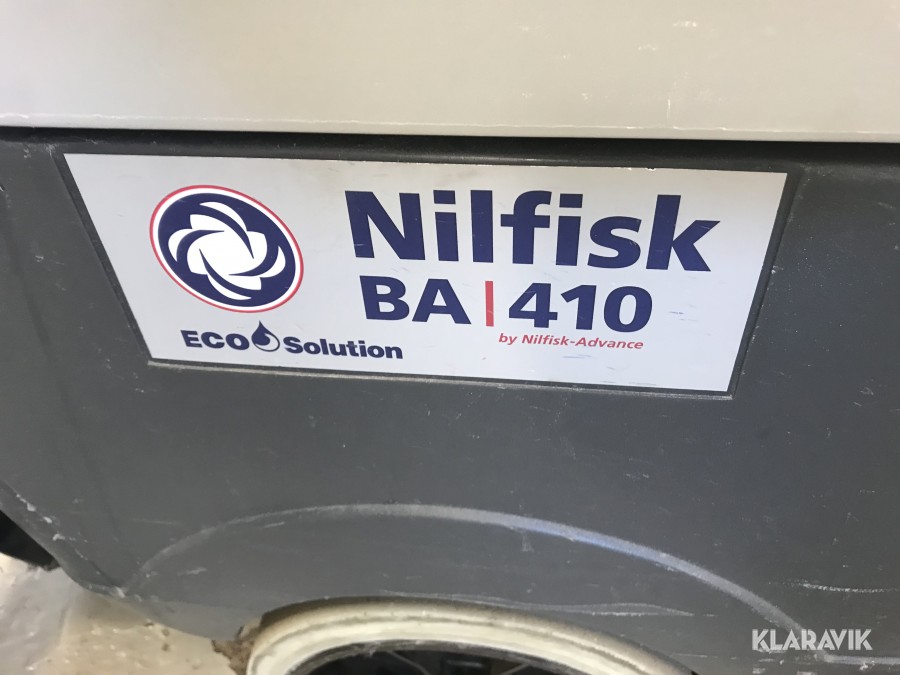 Nilfisk
BA|410
by Nilfisk-Advance
ECO Solution
KLARAVIK